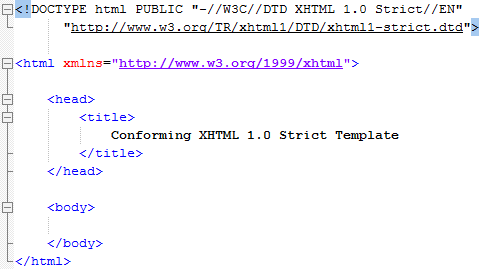 <!DOCTYPE html PUBLIC "-//W3C//DTD XHTML 1.0 Strict//EN"
"http://www.w3.org/TR/xhtml1/DTD/xhtml1-strict.dtd">
<html xmlns="http://www.w3.org/1999/xhtml">
<head>
<title>
Conforming XHTML 1.0 Strict Template
</title>
</head>
<body>
</body>
</html>